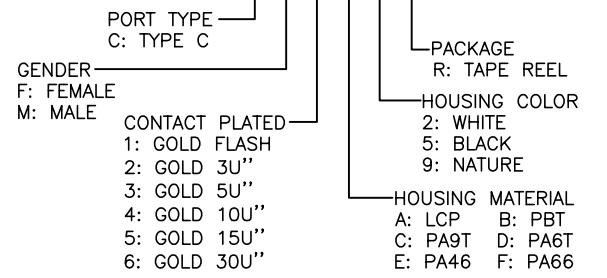 PORT TYPE
C: TYPE C
GENDER
F: FEMALE
M: MALE
CONTACT PLATED
1: GOLD FLASH
2: GOLD 3U''
3: GOLD 5U''
4: GOLD 10U''
5: GOLD 15U''
6: GOLD 30U''
PACKAGE
R: TAPE REEL
HOUSING COLOR
2: WHITE
5: BLACK
9: NATURE
HOUSING MATERIAL
A: LCP B: PBT
C: PA9T D: PA6T
E: PA46 F: PA66